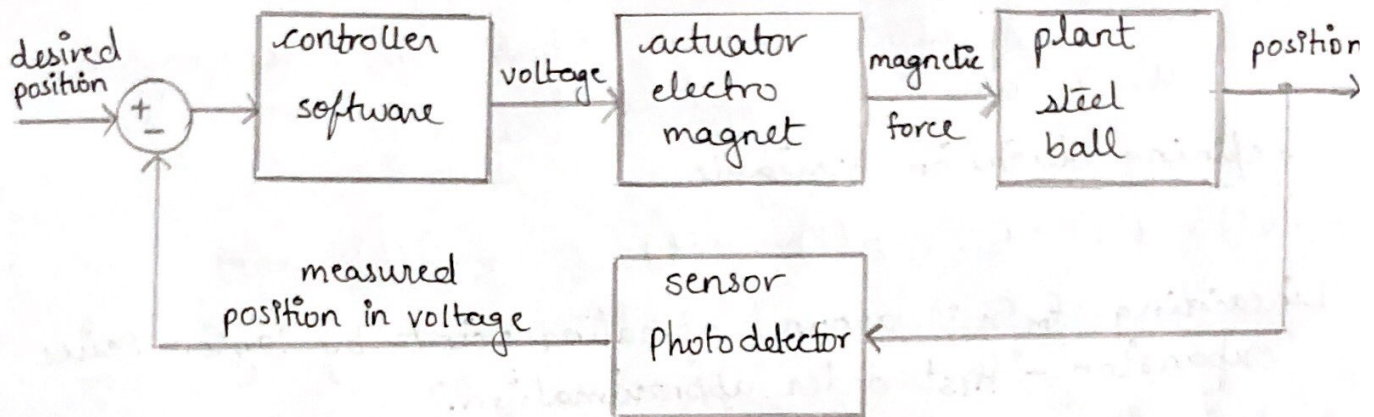 desired
position
+
-
controller
software
voltage
actuator
electro
magnet
magnetic
force
plant
steel
ball
position
measured
position in voltage
sensor
Photodetector